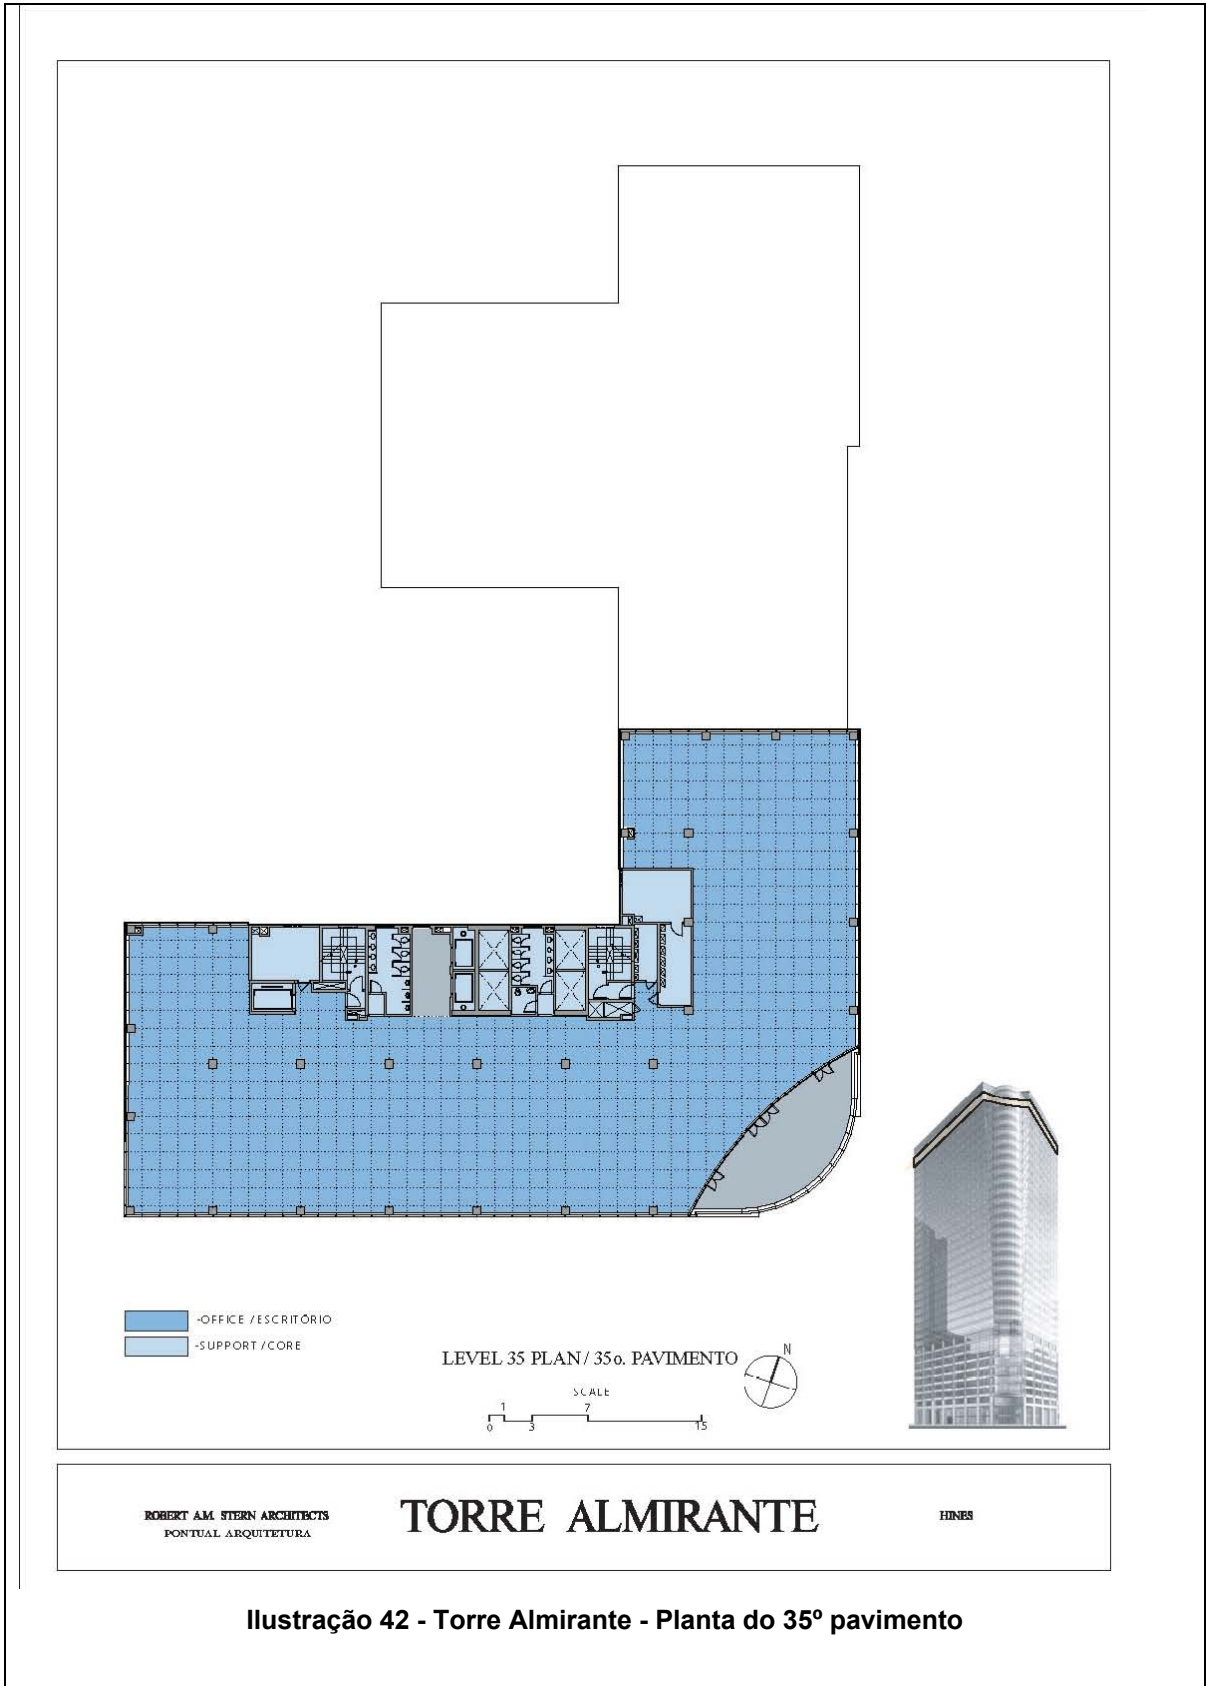 -OFFICE / ESCRITÓRIO
-SUPPORT / CORE
LEVEL 35 PLAN / 35o. PAVIMENTO
N
SCALE
1 7
0 3 15
ROBERT A.M. STERN ARCHITECTS
PONTUAL ARQUITETURA
TORRE ALMIRANTE
HINES
Ilustração 42 - Torre Almirante - Planta do 35º pavimento